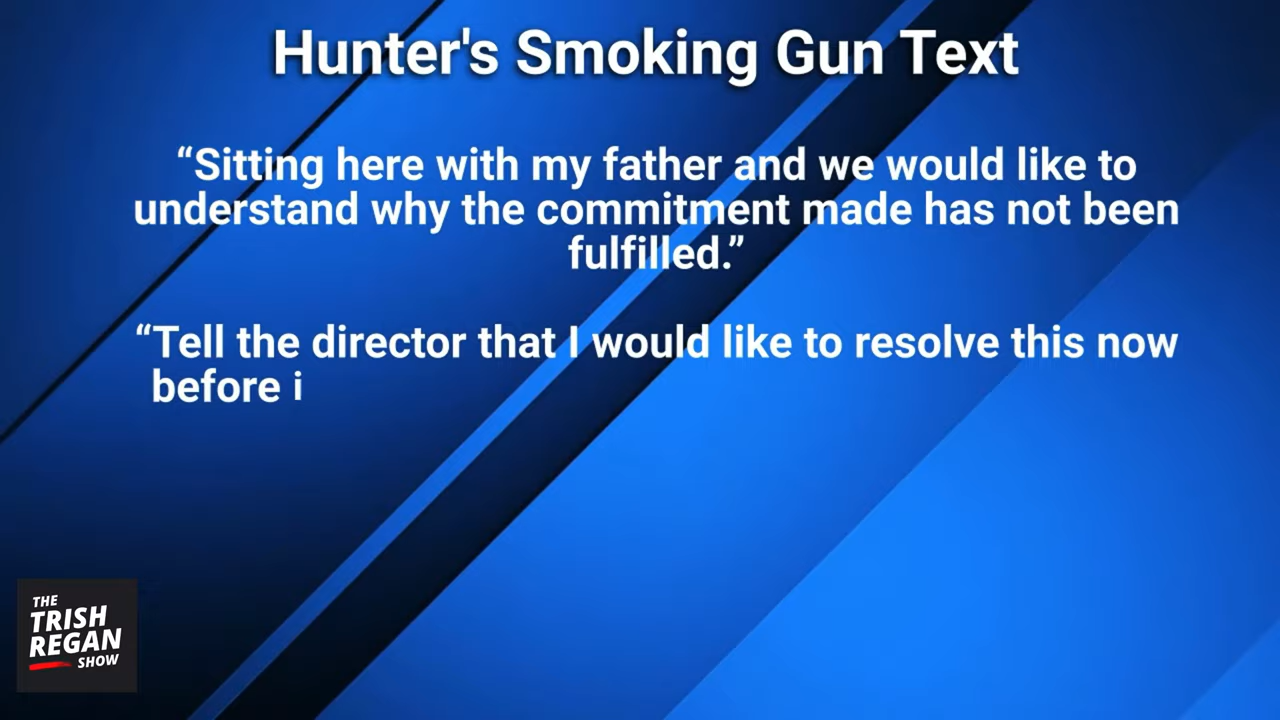 Hunter's Smoking Gun Text
“Sitting here with my father and we would like to
understand why the commitment made has not been
fulfilled.”
“Tell the director that I would like to resolve this now
before i
THE
TRISH
REGAN
SHOW